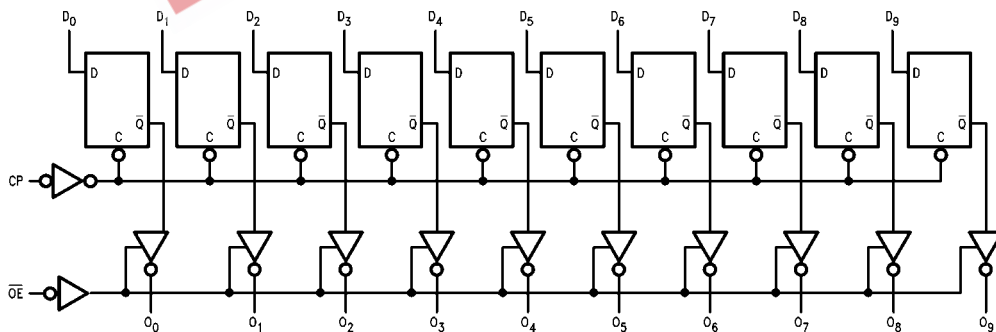 D0 D1 D2 D3 D4 D5 D6 D7 D8 D9
D D D D D D D D D D
Q̅ Q̅ Q̅ Q̅ Q̅ Q̅ Q̅ Q̅ Q̅ Q̅
C C C C C C C C C C
CP
O̅E̅
O0 O1 O2 O3 O4 O5 O6 O7 O8 O9